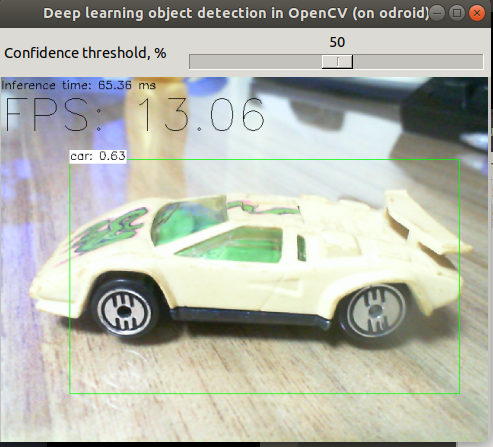 Deep learning object detection in OpenCV (on odroid)
50
Confidence threshold, %
Inference time: 65.36 ms
FPS: 13.06
car: 0.63